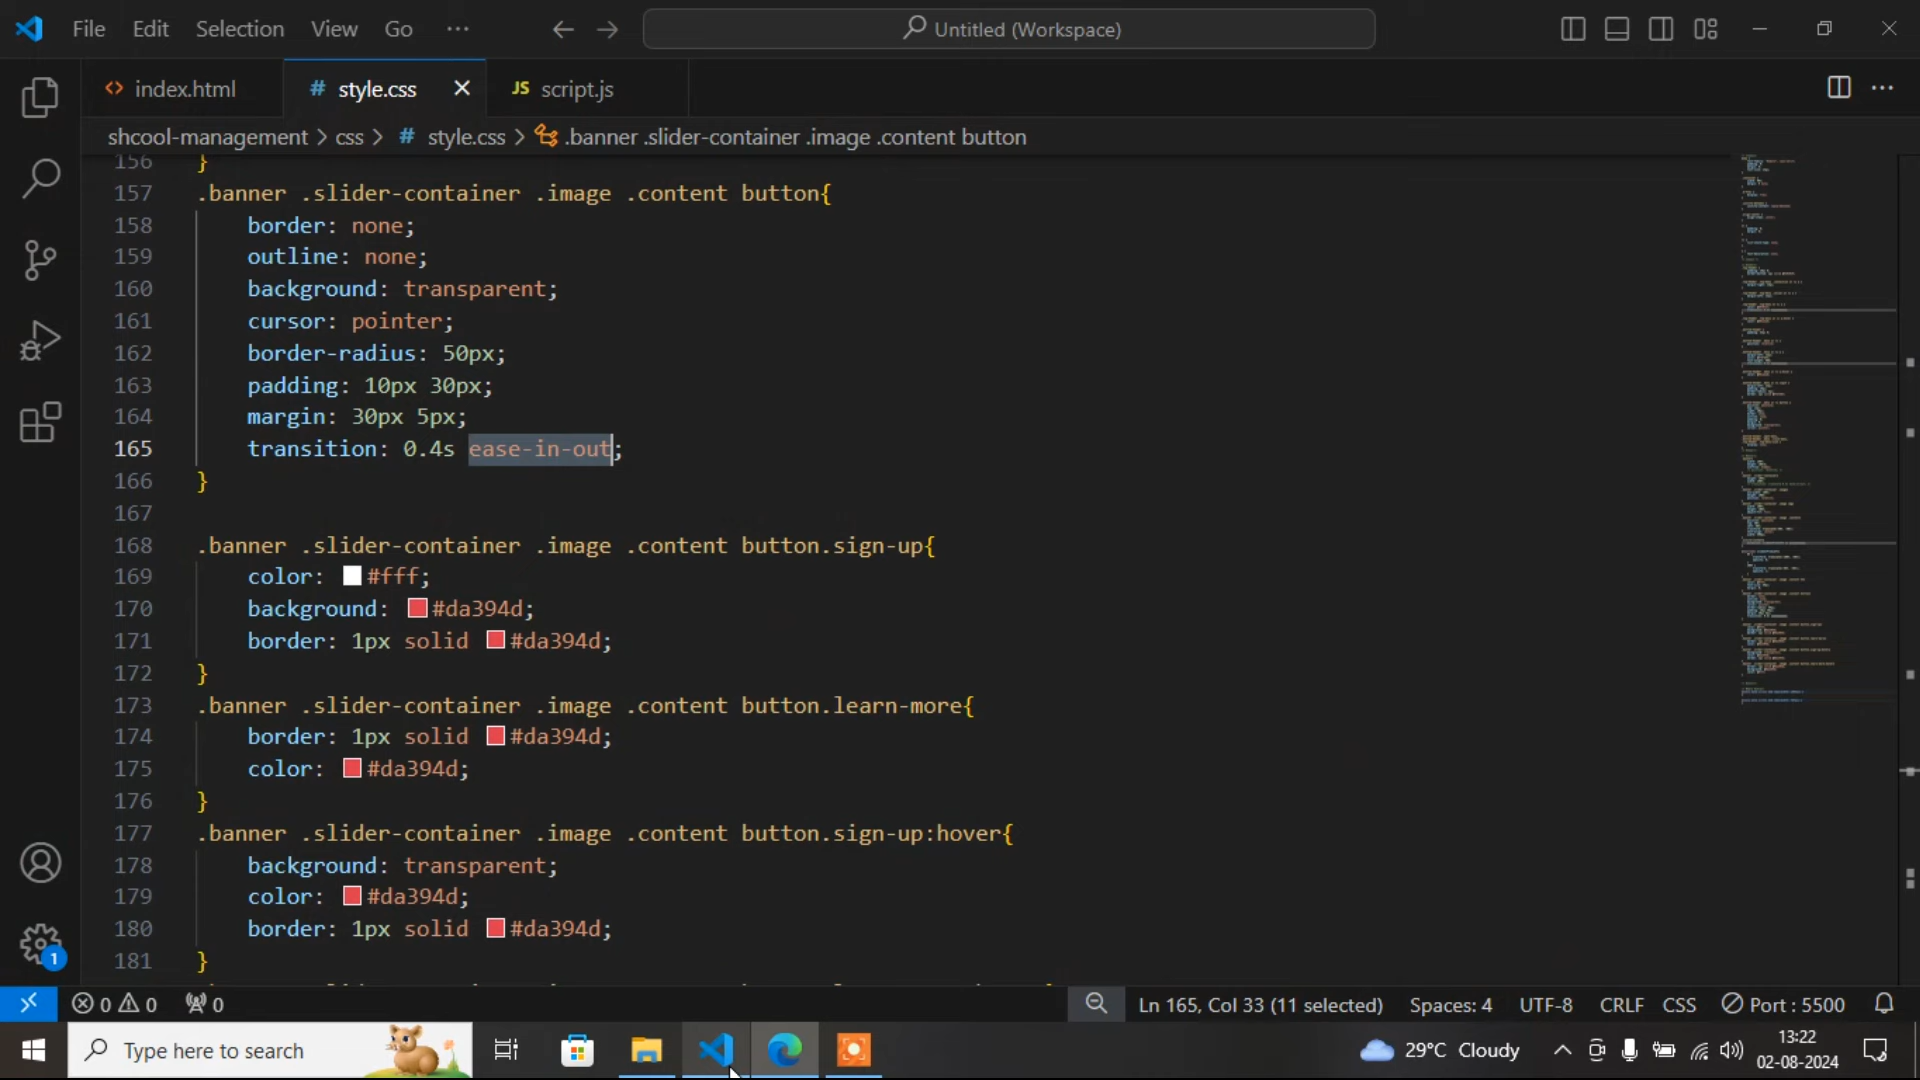 File Edit Selection View Go ···
Untitled (Workspace)
<> index.html # style.css JS script.js
shcool-management > css > # style.css > .banner .slider-container .image .content button
156 }
157 .banner .slider-container .image .content button{
158 border: none;
159 outline: none;
160 background: transparent;
161 cursor: pointer;
162 border-radius: 50px;
163 padding: 10px 30px;
164 margin: 30px 5px;
165 transition: 0.4s ease-in-out;
166 }
167
168 .banner .slider-container .image .content button.sign-up{
169 color: #fff;
170 background: #da394d;
171 border: 1px solid #da394d;
172 }
173 .banner .slider-container .image .content button.learn-more{
174 border: 1px solid #da394d;
175 color: #da394d;
176 }
177 .banner .slider-container .image .content button.sign-up:hover{
178 background: transparent;
179 color: #da394d;
180 border: 1px solid #da394d;
181 }
1
0 0 0 Ln 165, Col 33 (11 selected) Spaces: 4 UTF-8 CRLF CSS Port : 5500
Type here to search
29°C Cloudy
13:22
02-08-2024